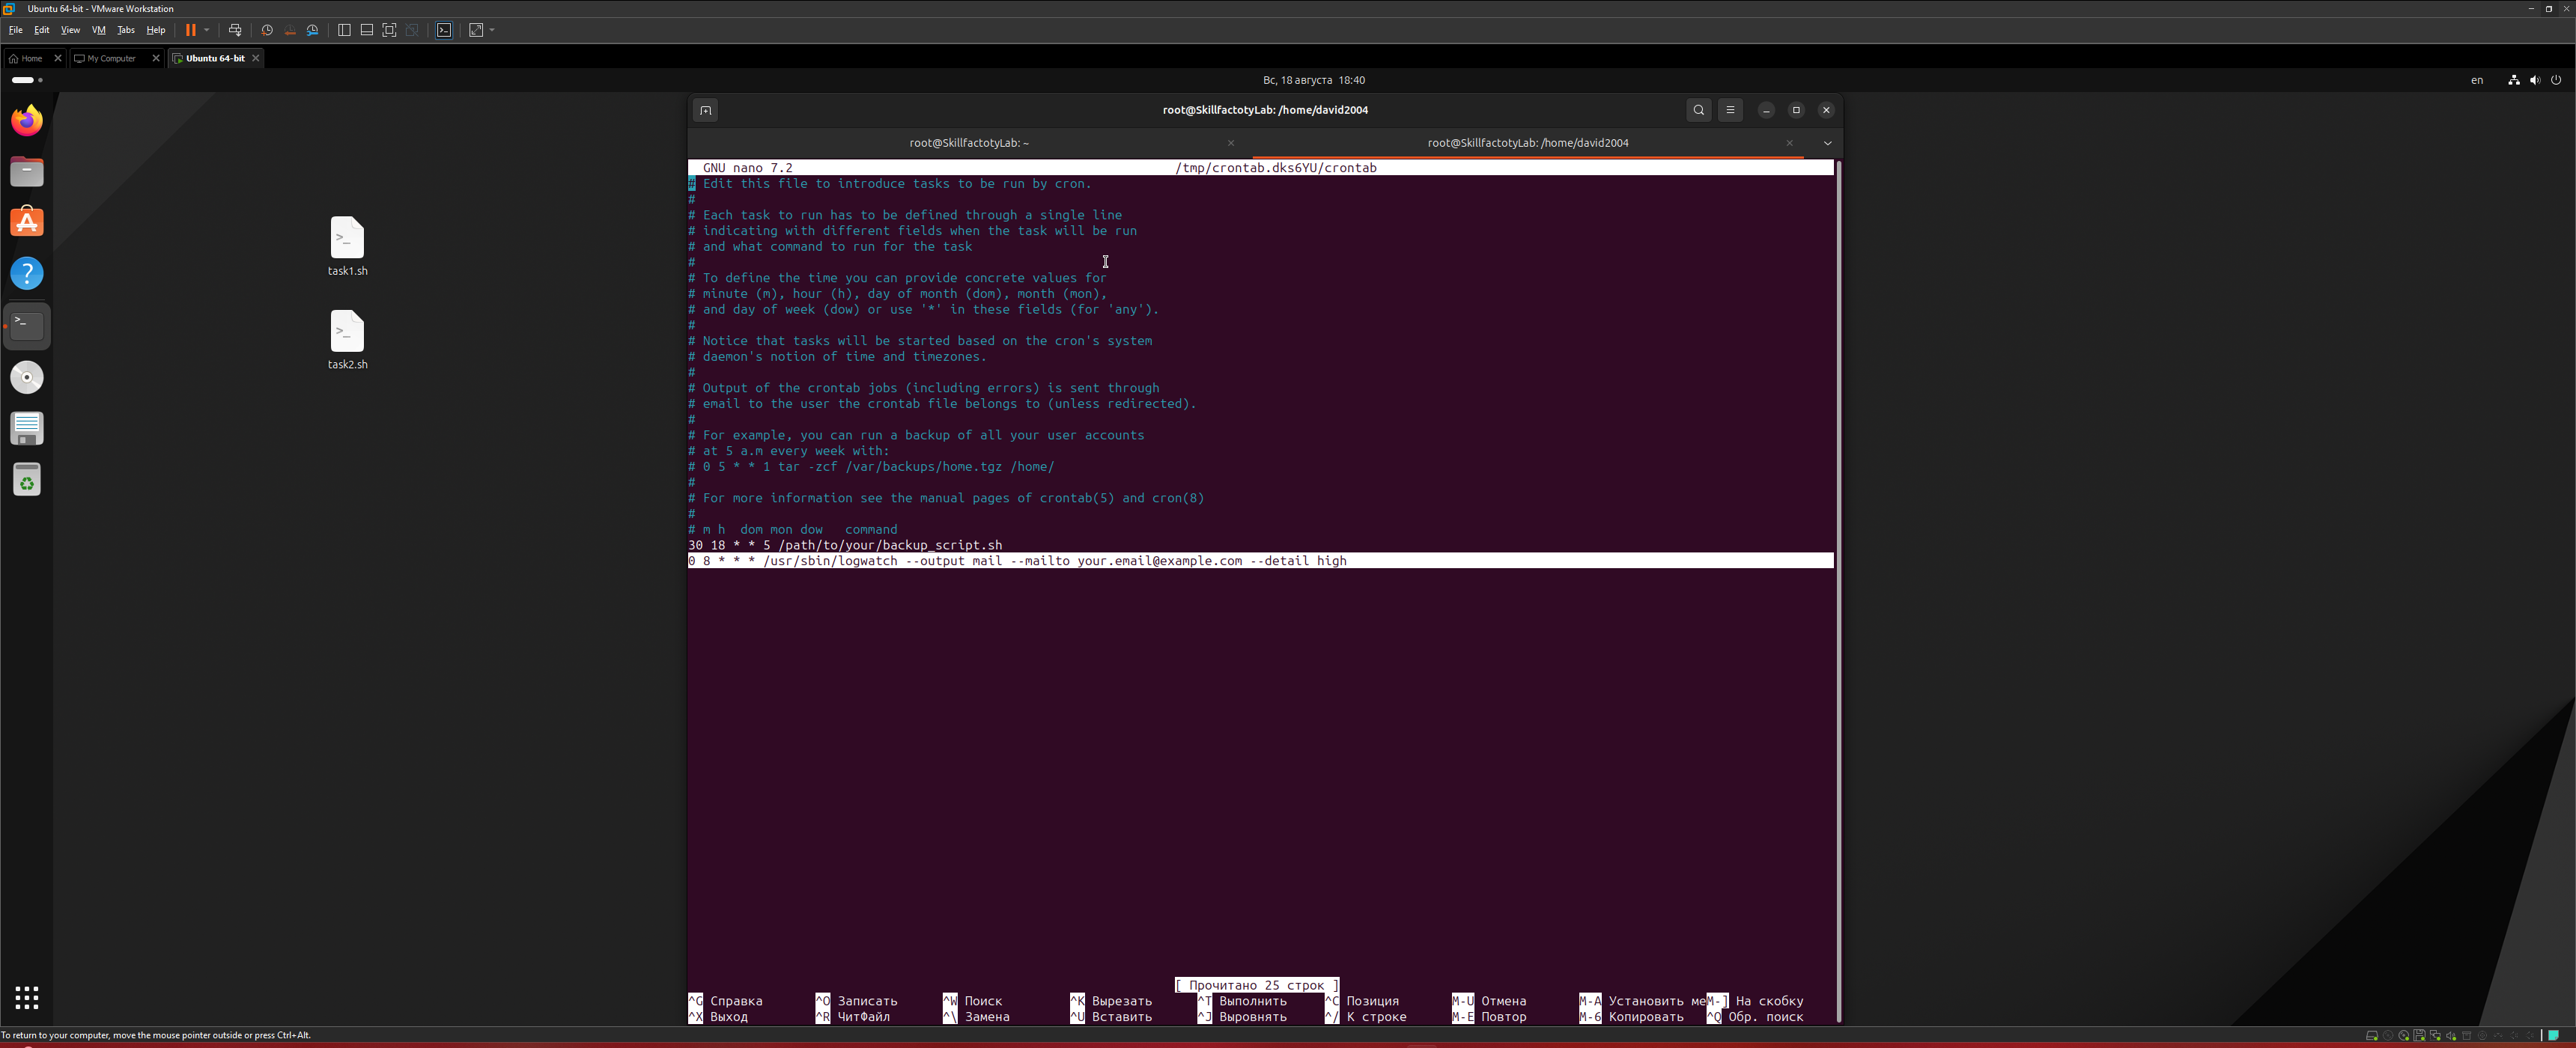 Ubuntu 64-bit - VMware Workstation
File Edit View VM Tabs Help
Home My Computer Ubuntu 64-bit
Вс, 18 августа 18:40 en
root@SkillfactotyLab: /home/david2004
root@SkillfactotyLab: ~ root@SkillfactotyLab: /home/david2004
GNU nano 7.2 /tmp/crontab.dks6YU/crontab
# Edit this file to introduce tasks to be run by cron.
#
# Each task to run has to be defined through a single line
# indicating with different fields when the task will be run
# and what command to run for the task
#
# To define the time you can provide concrete values for
# minute (m), hour (h), day of month (dom), month (mon),
# and day of week (dow) or use '*' in these fields (for 'any').
#
# Notice that tasks will be started based on the cron's system
# daemon's notion of time and timezones.
#
# Output of the crontab jobs (including errors) is sent through
# email to the user the crontab file belongs to (unless redirected).
#
# For example, you can run a backup of all your user accounts
# at 5 a.m every week with:
# 0 5 * * 1 tar -zcf /var/backups/home.tgz /home/
#
# For more information see the manual pages of crontab(5) and cron(8)
#
# m h  dom mon dow   command
30 18 * * 5 /path/to/your/backup_script.sh
0 8 * * * /usr/sbin/logwatch --output mail --mailto your.email@example.com --detail high
[ Прочитано 25 строк ]
^G Справка ^O Записать ^W Поиск ^K Вырезать ^T Выполнить ^C Позиция M-U Отмена M-A Установить ме M-] На скобку
^X Выход ^R ЧитФайл ^\ Замена ^U Вставить ^J Выровнять ^/ К строке M-E Повтор M-6 Копировать ^Q Обр. поиск
task1.sh
task2.sh
To return to your computer, move the mouse pointer outside or press Ctrl+Alt.